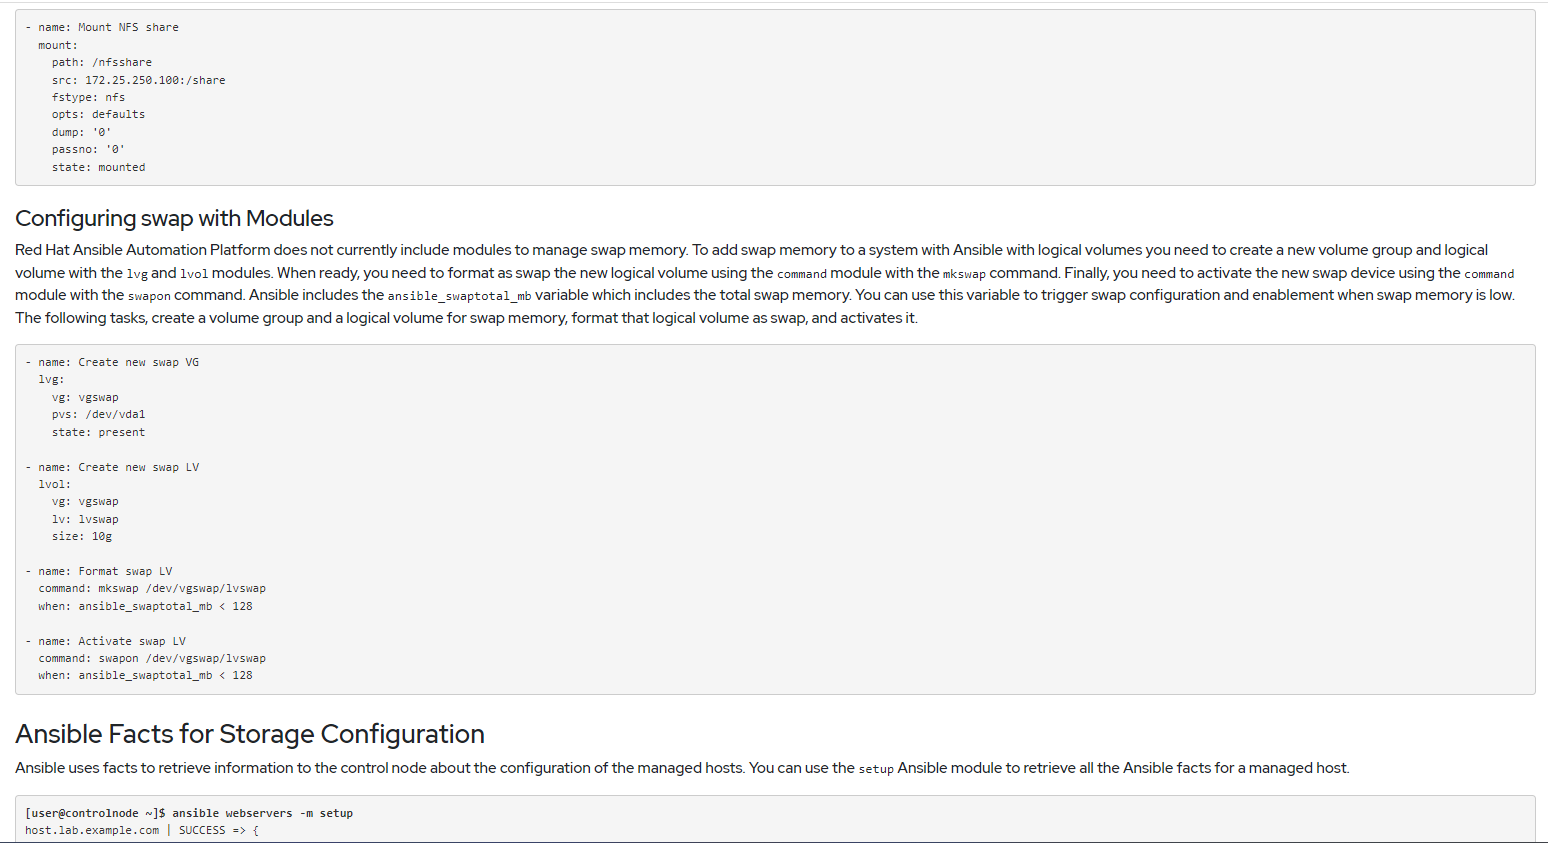 - name: Mount NFS share
  mount:
    path: /nfsshare
    src: 172.25.250.100:/share
    fstype: nfs
    opts: defaults
    dump: '0'
    passno: '0'
    state: mounted
Configuring swap with Modules
Red Hat Ansible Automation Platform does not currently include modules to manage swap memory. To add swap memory to a system with Ansible with logical volumes you need to create a new volume group and logical
volume with the lvg and lvol modules. When ready, you need to format as swap the new logical volume using the command module with the mkswap command. Finally, you need to activate the new swap device using the command
module with the swapon command. Ansible includes the ansible_swaptotal_mb variable which includes the total swap memory. You can use this variable to trigger swap configuration and enablement when swap memory is low.
The following tasks, create a volume group and a logical volume for swap memory, format that logical volume as swap, and activates it.
- name: Create new swap VG
  lvg:
    vg: vgswap
    pvs: /dev/vda1
    state: present
- name: Create new swap LV
  lvol:
    vg: vgswap
    lv: lvswap
    size: 10g
- name: Format swap LV
  command: mkswap /dev/vgswap/lvswap
  when: ansible_swaptotal_mb < 128
- name: Activate swap LV
  command: swapon /dev/vgswap/lvswap
  when: ansible_swaptotal_mb < 128
Ansible Facts for Storage Configuration
Ansible uses facts to retrieve information to the control node about the configuration of the managed hosts. You can use the setup Ansible module to retrieve all the Ansible facts for a managed host.
[user@controlnode ~]$ ansible webservers -m setup
host.lab.example.com | SUCCESS => {